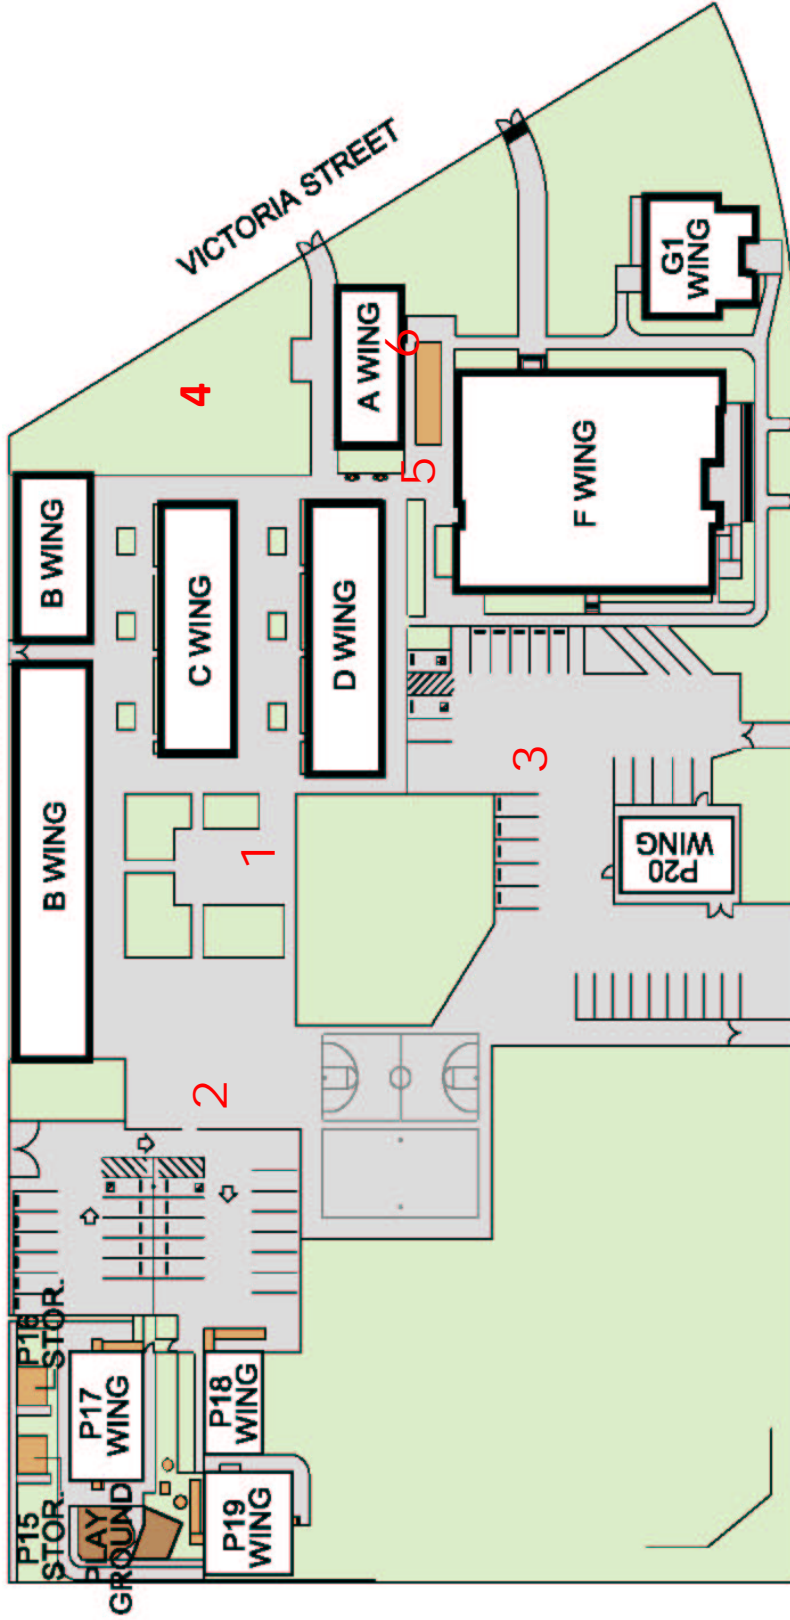 VICTORIA STREET
G1
WING
A WING
6
4
5
F WING
B WING
C WING
D WING
3
B WING
1
P20
WING
2
P16
STOR.
P17
WING
P18
WING
P15
STOR.
PLAY
GROUND
P19
WING